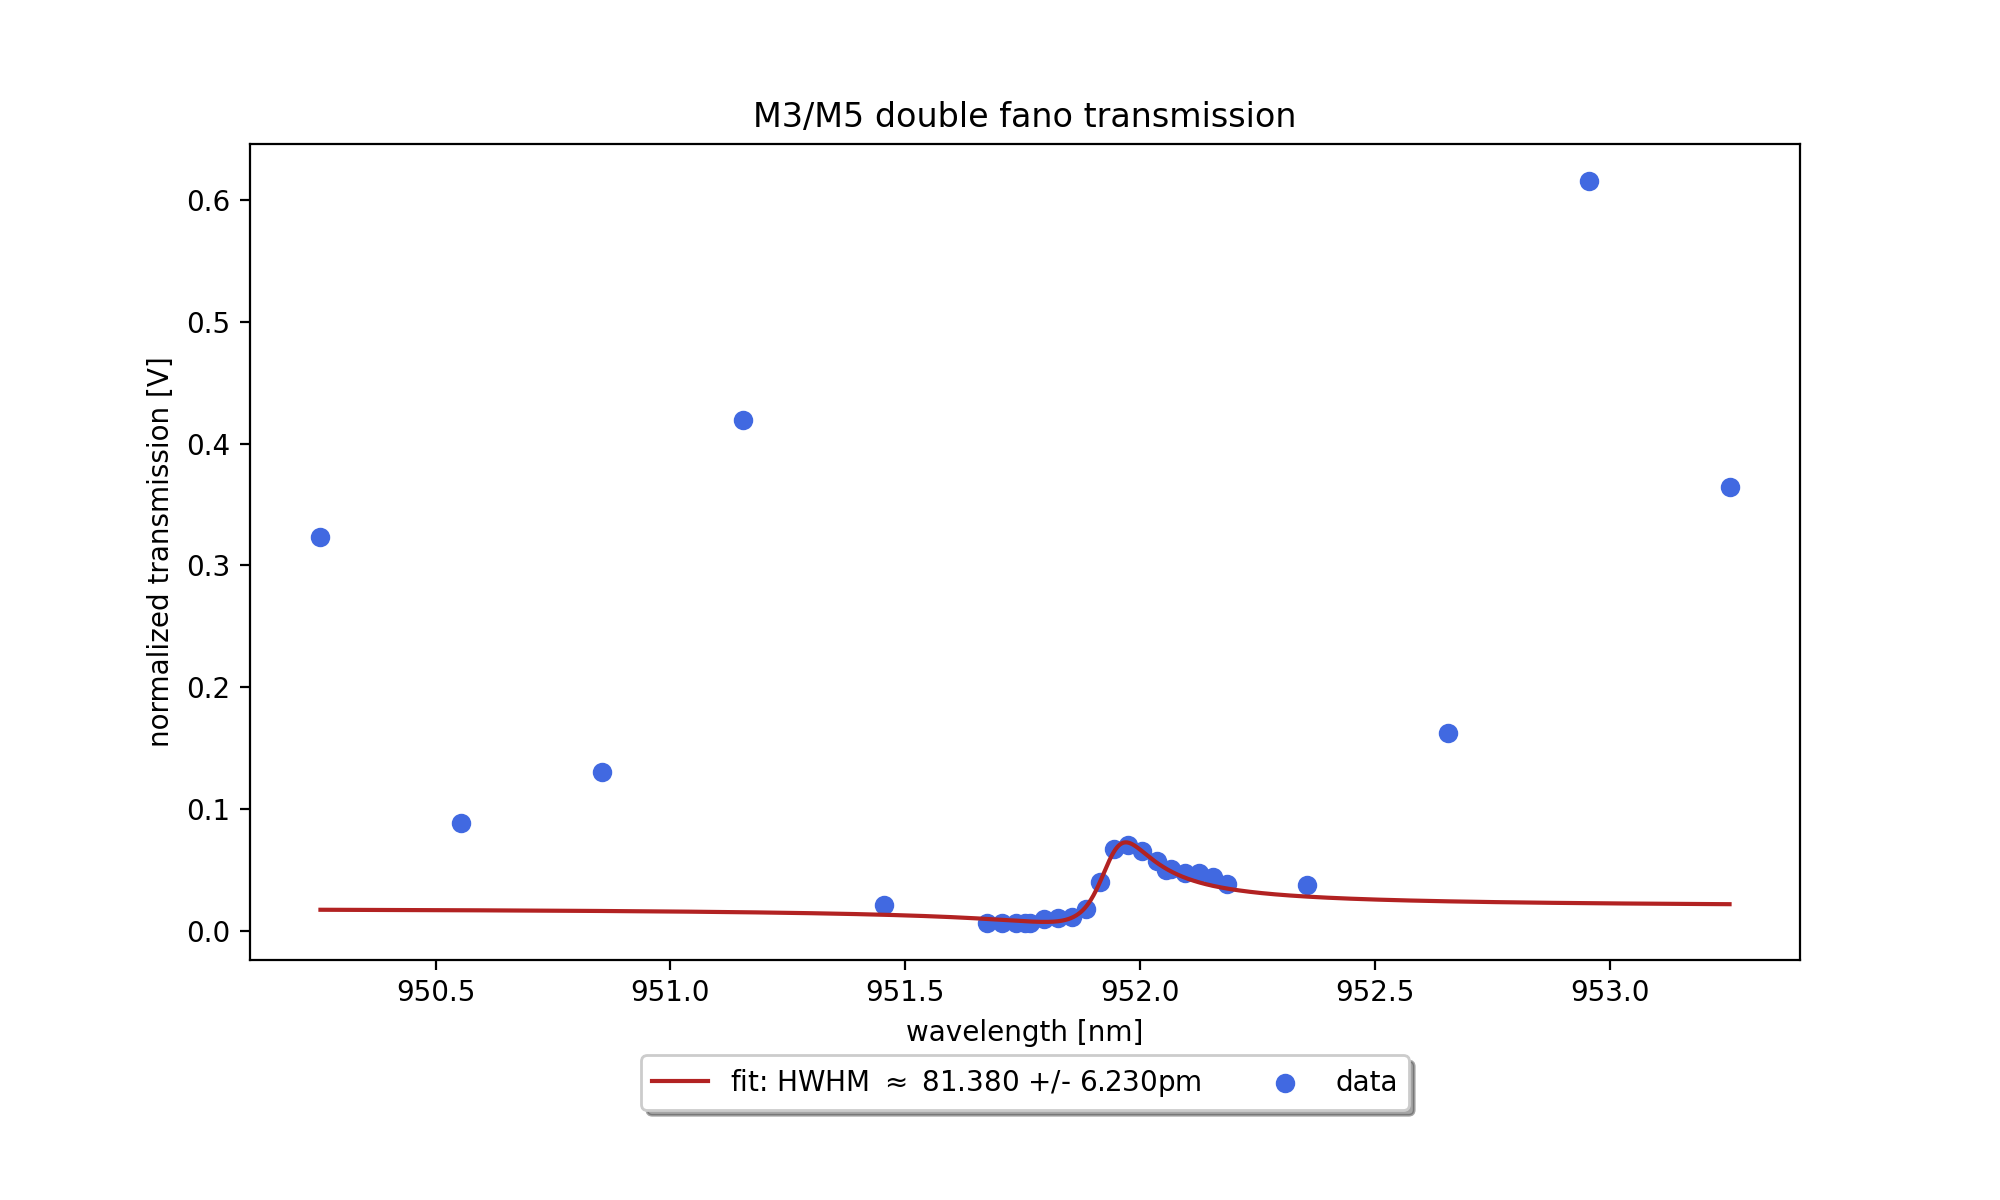 M3/M5 double fano transmission
normalized transmission [V]
0.6
0.5
0.4
0.3
0.2
0.1
0.0
950.5 951.0 951.5 952.0 952.5 953.0
wavelength [nm]
fit: HWHM ≈ 81.380 +/- 6.230pm data